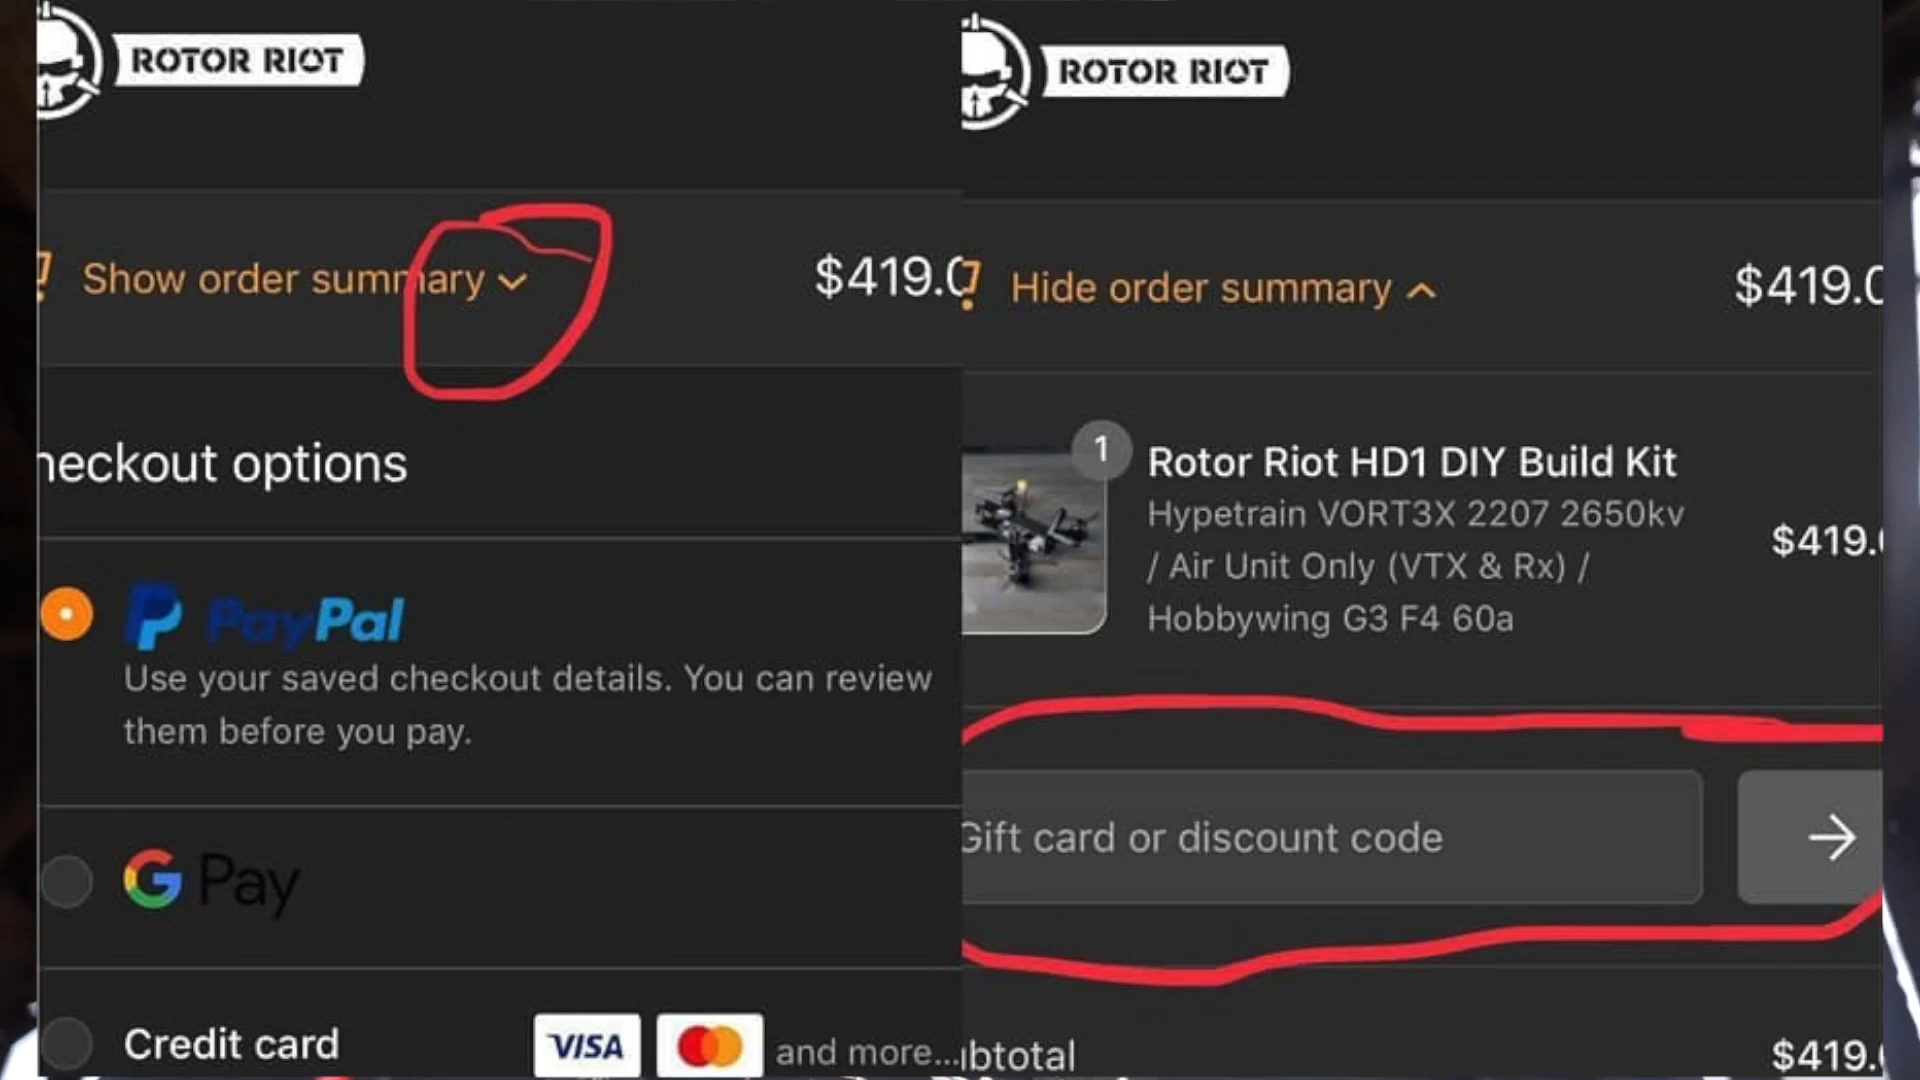 ROTOR RIOT
Show order summary
$419.0
heckout options
PayPal
Use your saved checkout details. You can review
them before you pay.
G Pay
Credit card
VISA
and more...
ROTOR RIOT
Hide order summary
$419.0
1
Rotor Riot HD1 DIY Build Kit
Hypetrain VORT3X 2207 2650kv
/ Air Unit Only (VTX & Rx) /
Hobbywing G3 F4 60a
$419.
Gift card or discount code
ubtotal
$419.